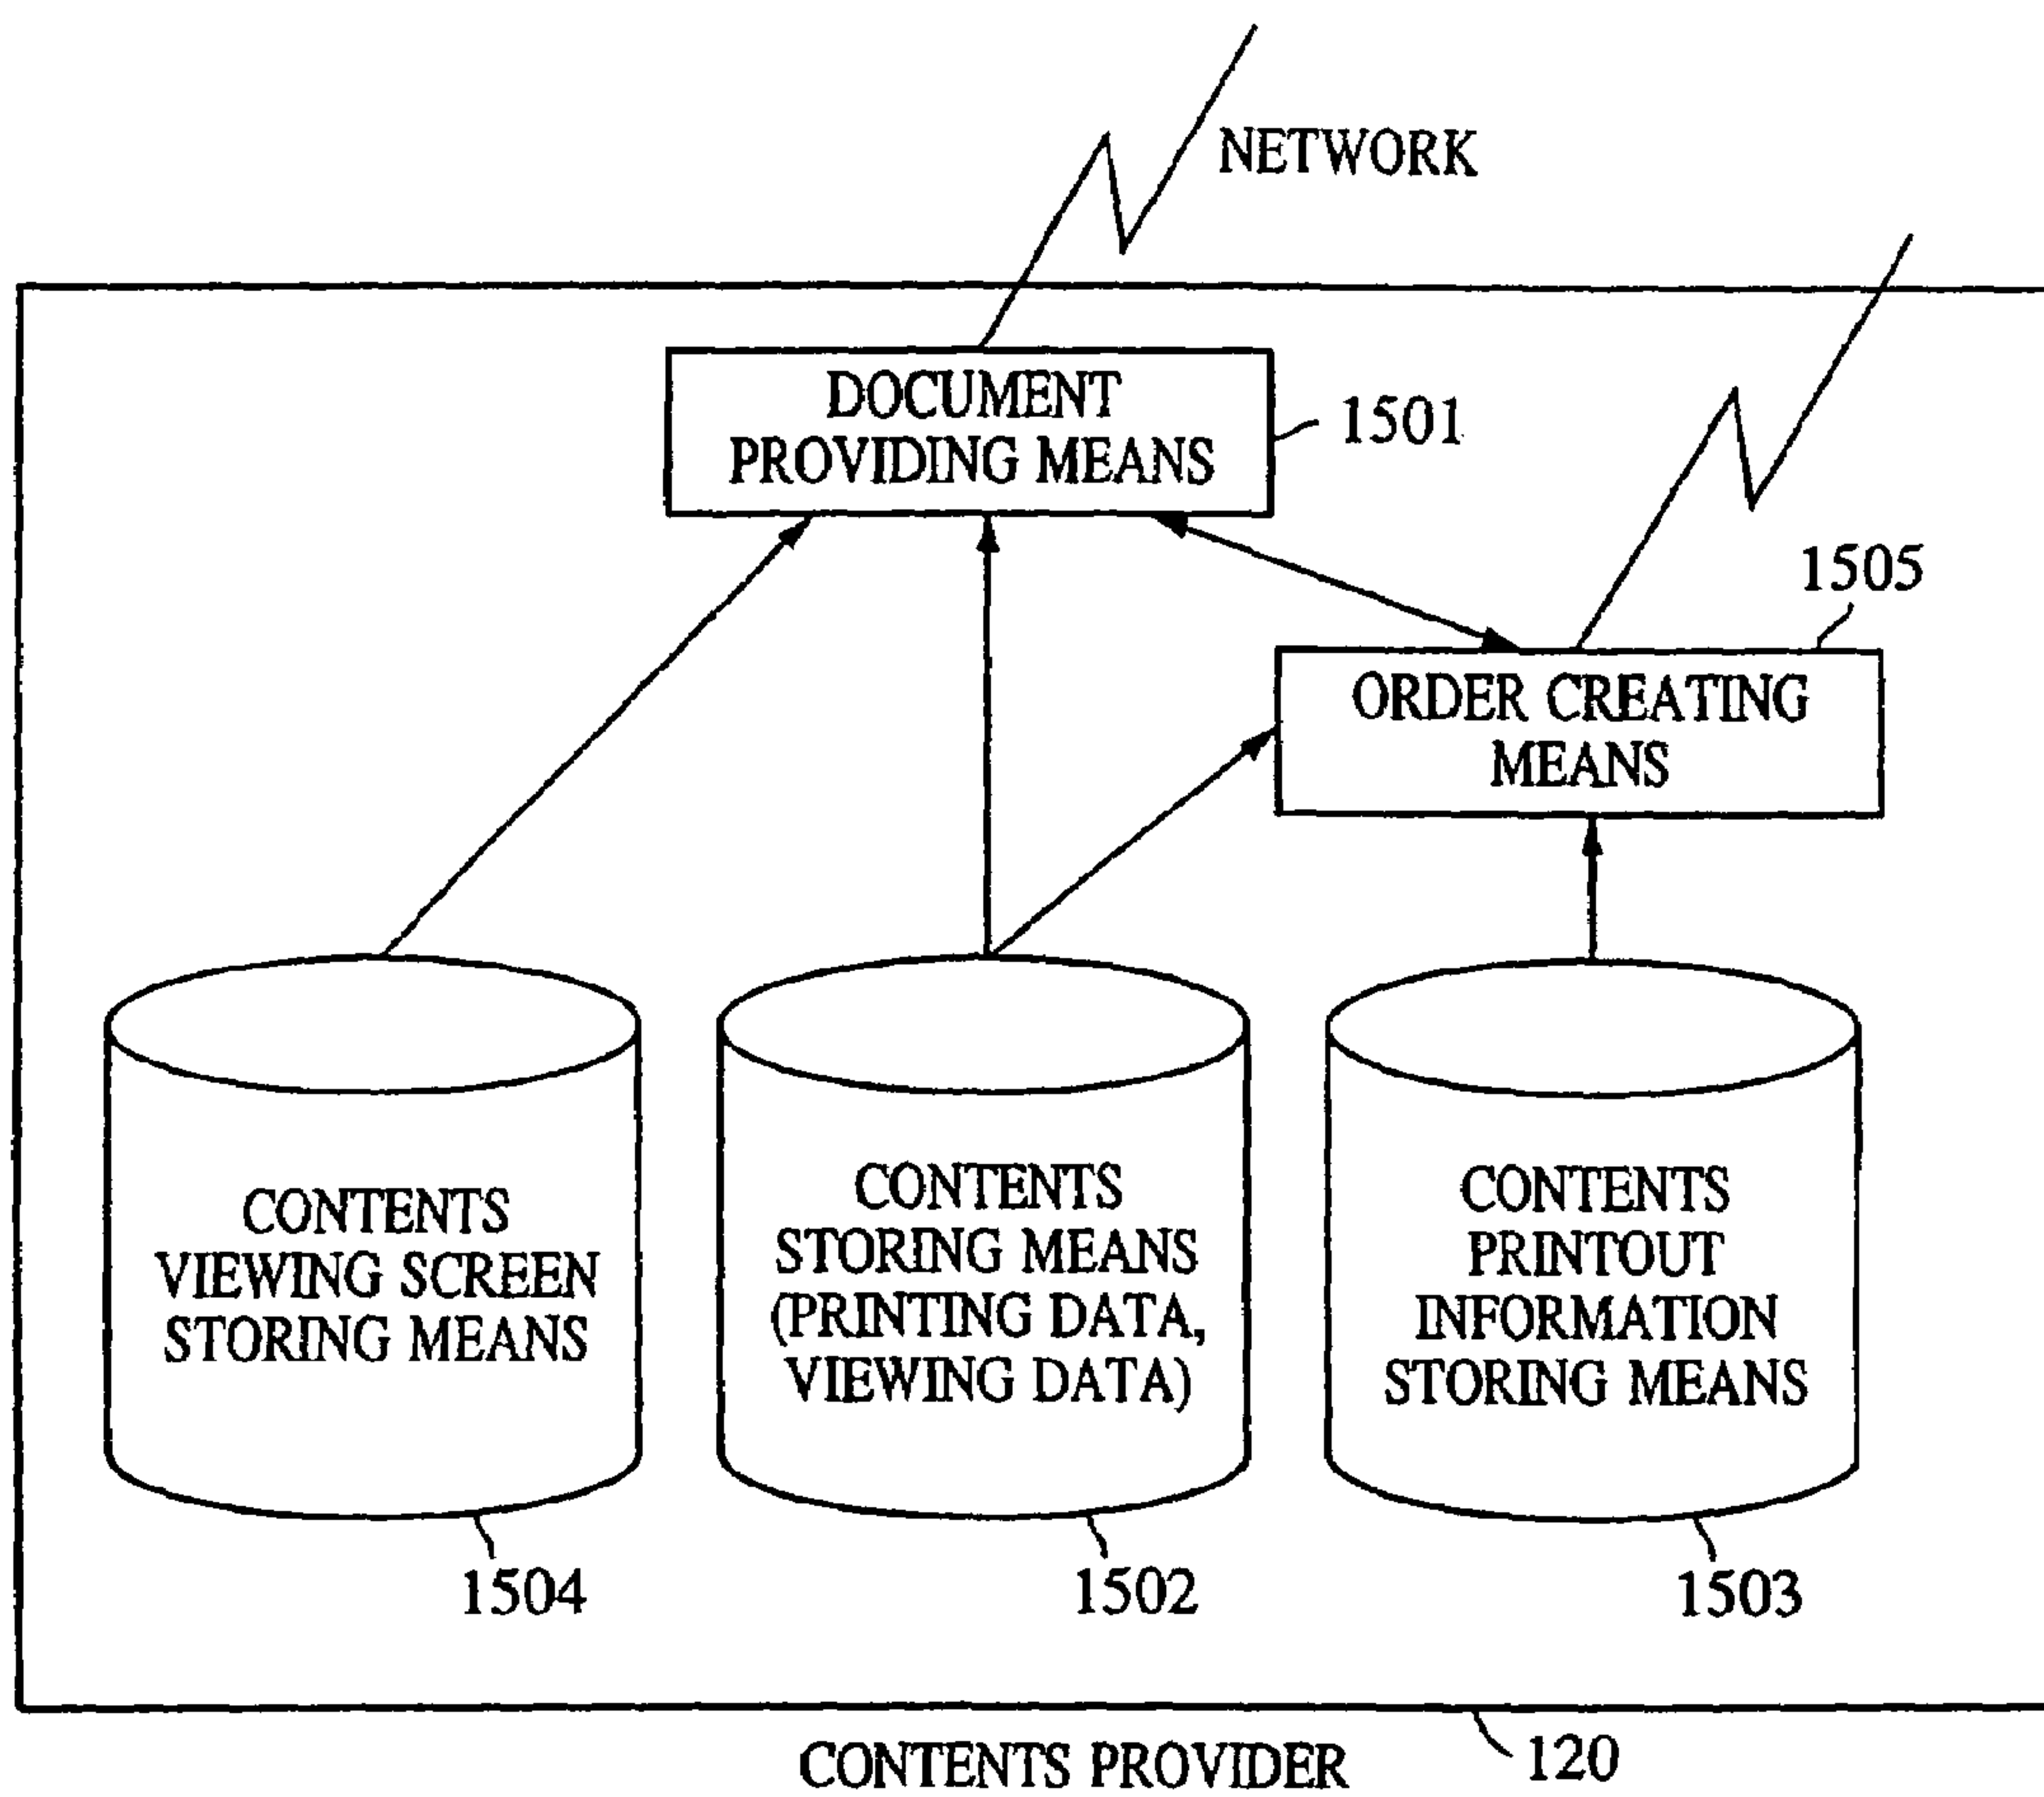 NETWORK
DOCUMENT
PROVIDING MEANS
1501
1505
ORDER CREATING
MEANS
CONTENTS
VIEWING SCREEN
STORING MEANS
CONTENTS
STORING MEANS
(PRINTING DATA,
VIEWING DATA)
CONTENTS
PRINTOUT
INFORMATION
STORING MEANS
1504
1502
1503
CONTENTS PROVIDER
120